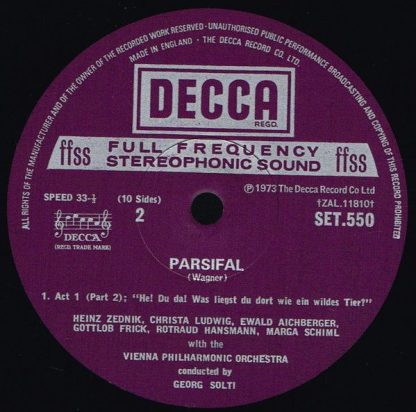 ALL RIGHTS OF THE MANUFACTURER AND OF THE OWNER OF THE RECORDED WORK RESERVED · UNAUTHORISED PUBLIC PERFORMANCE BROADCASTING AND COPYING OF THIS RECORD PROHIBITED
MADE IN ENGLAND · THE DECCA RECORD CO. LTD.
DECCA
REGD.
ffss FULL FREQUENCY ffss
STEREOPHONIC SOUND
SPEED 33-⅓ (10 Sides)
2
℗ 1973 The Decca Record Co Ltd
†ZAL.11810†
SET.550
DECCA
(REGD. TRADE MARK)
PARSIFAL
(Wagner)
1. Act 1 (Part 2); "He! Du da! Was liegst du dort wie ein wildes Tier?"
HEINZ ZEDNIK, CHRISTA LUDWIG, EWALD AICHBERGER,
GOTTLOB FRICK, ROTRAUD HANSMANN, MARGA SCHIML
with the
VIENNA PHILHARMONIC ORCHESTRA
conducted by
GEORG SOLTI